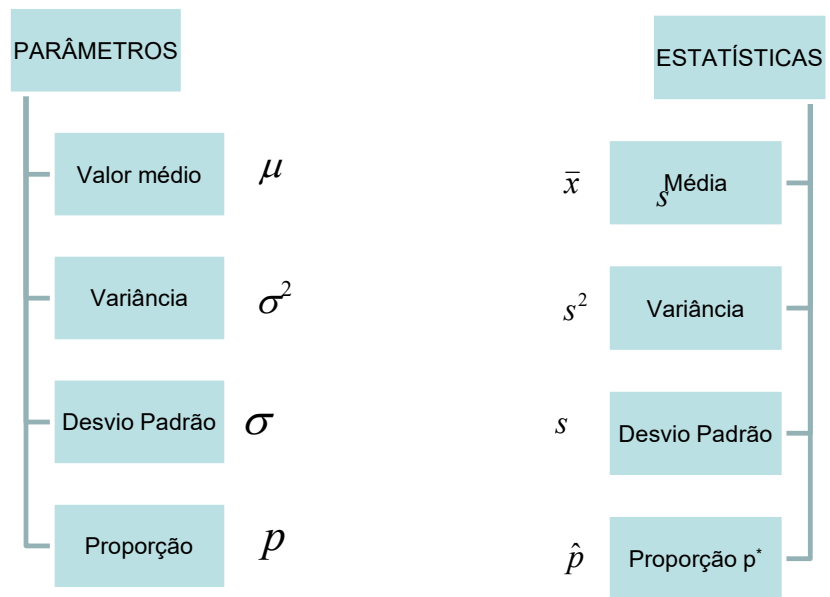 PARÂMETROS
Valor médio μ
Variância σ²
Desvio Padrão σ
Proporção p
ESTATÍSTICAS
x̄ Média
s
s² Variância
s Desvio Padrão
p̂ Proporção p*